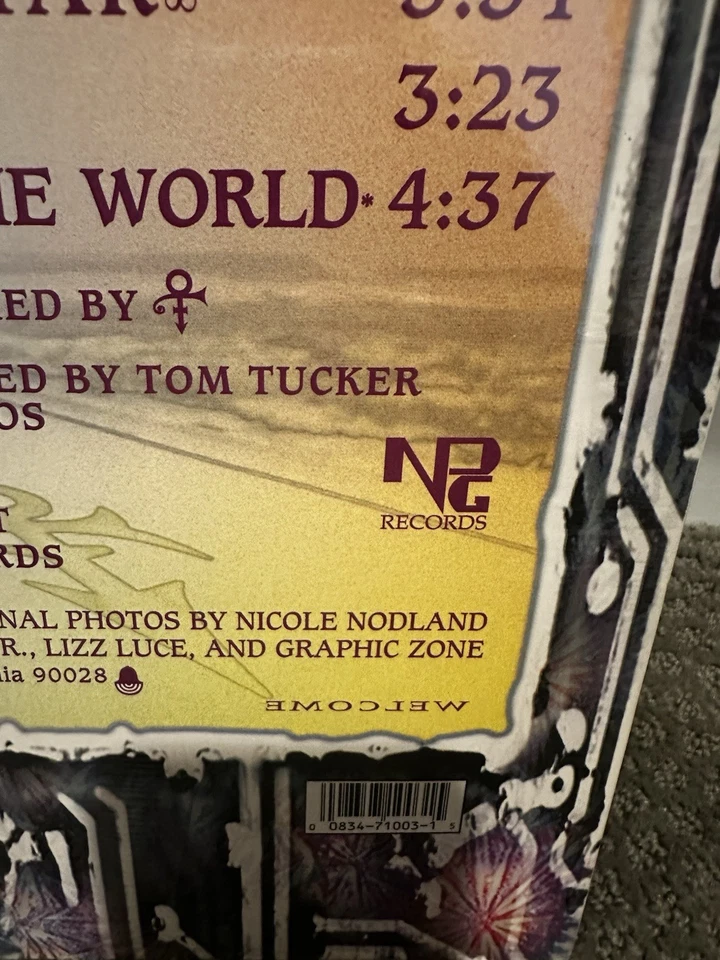 3:23
WORLD* 4:37
ED BY
ED BY TOM TUCKER
OS
NPG
RECORDS
T
RDS
NAL PHOTOS BY NICOLE NODLAND
R., LIZZ LUCE, AND GRAPHIC ZONE
ia 90028
WELCOME
0 0834-71003-1 5